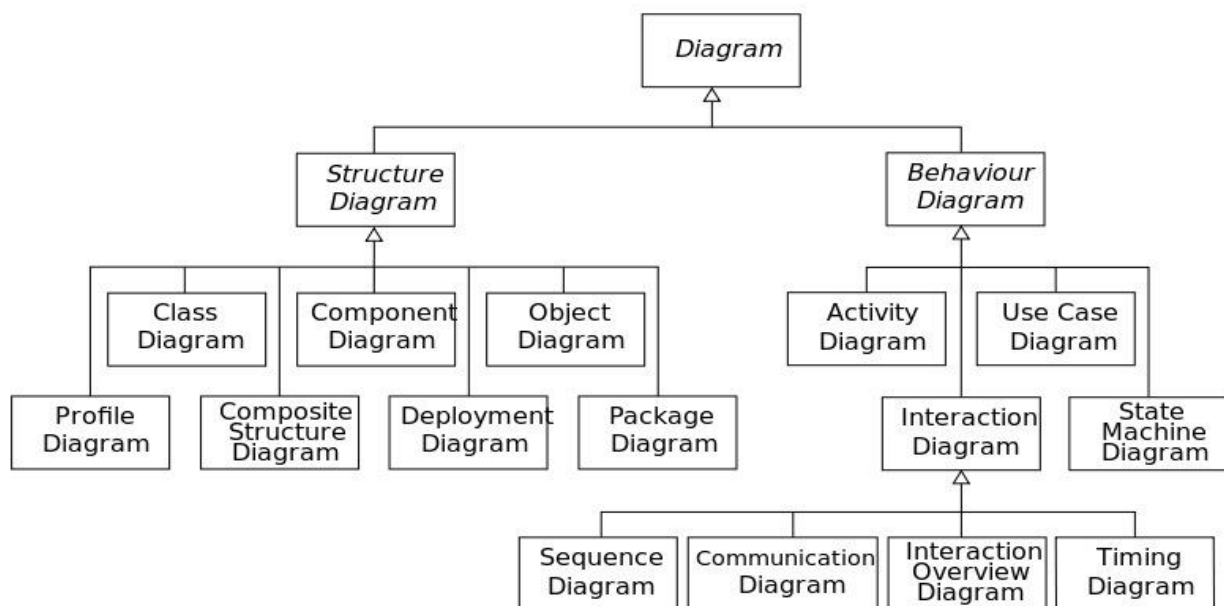 Diagram
Structure
Diagram
Behaviour
Diagram
Class
Diagram
Component
Diagram
Object
Diagram
Activity
Diagram
Use Case
Diagram
Profile
Diagram
Composite
Structure
Diagram
Deployment
Diagram
Package
Diagram
Interaction
Diagram
State
Machine
Diagram
Sequence
Diagram
Communication
Diagram
Interaction
Overview
Diagram
Timing
Diagram